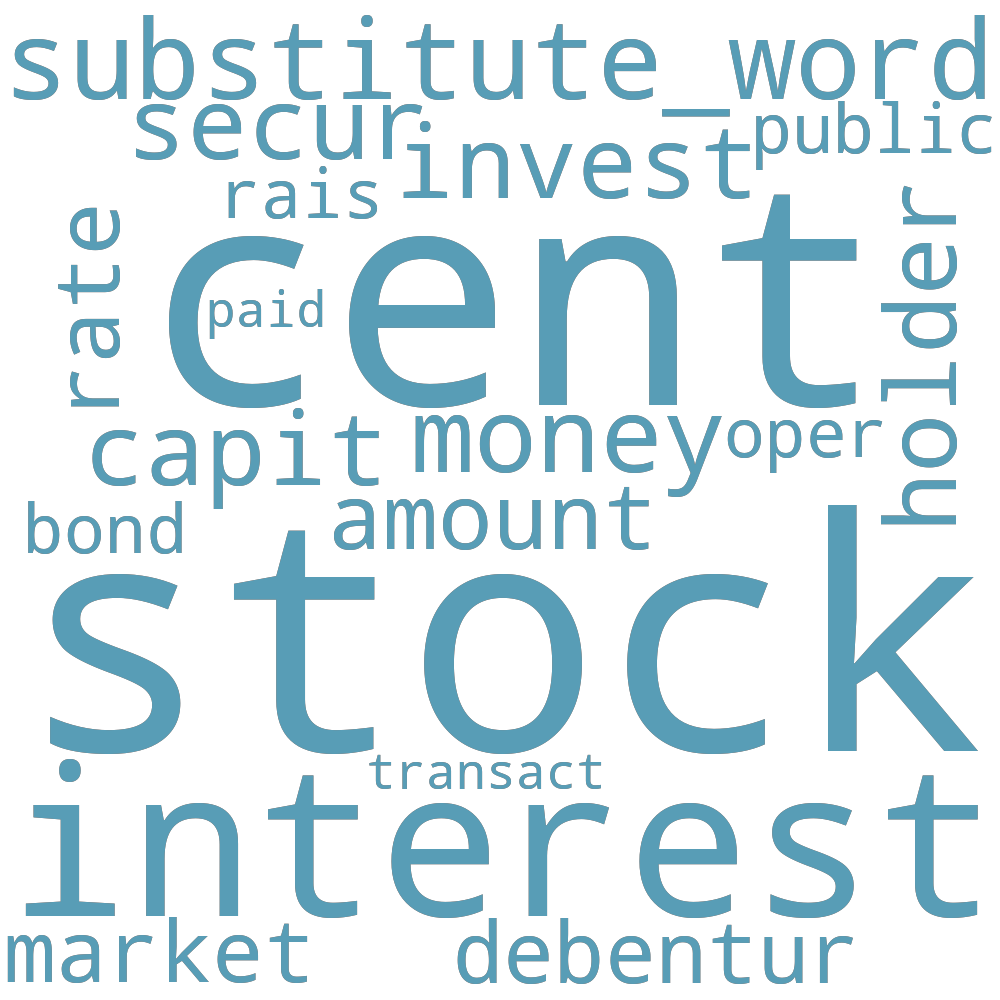 substitute_word
secur
public
invest
rais
cent
rate
holder
paid
capit
money
oper
amount
bond
stock
transact
interest
market
debentur